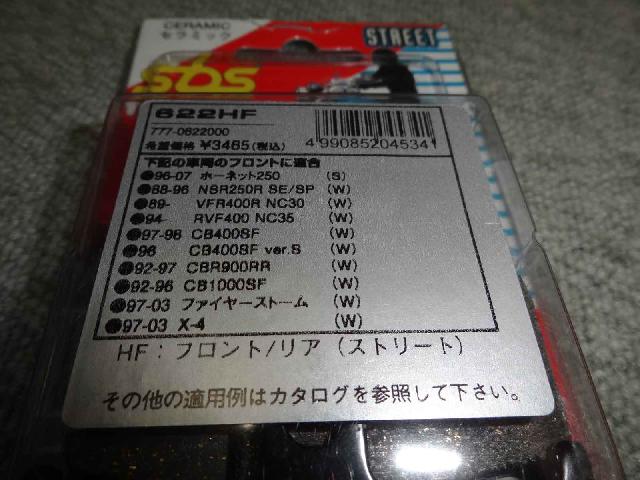 CERAMIC
セラミック
STREET
sbs
622HF
777-0622000
希望価格 ¥3465(税込)
4990852045341
下記の車両のフロントに適合
●96-07 ホーネット250 (S)
●88-96 NSR250R SE/SP (W)
●89- VFR400R NC30 (W)
●94- RVF400 NC35 (W)
●97-98 CB400SF (W)
●96 CB400SF ver.S (W)
●92-97 CBR900RR (W)
●92-96 CB1000SF (W)
●97-03 ファイヤーストーム (W)
●97-03 X-4 (W)
HF：フロント/リア（ストリート）
その他の適用例はカタログを参照して下さい。